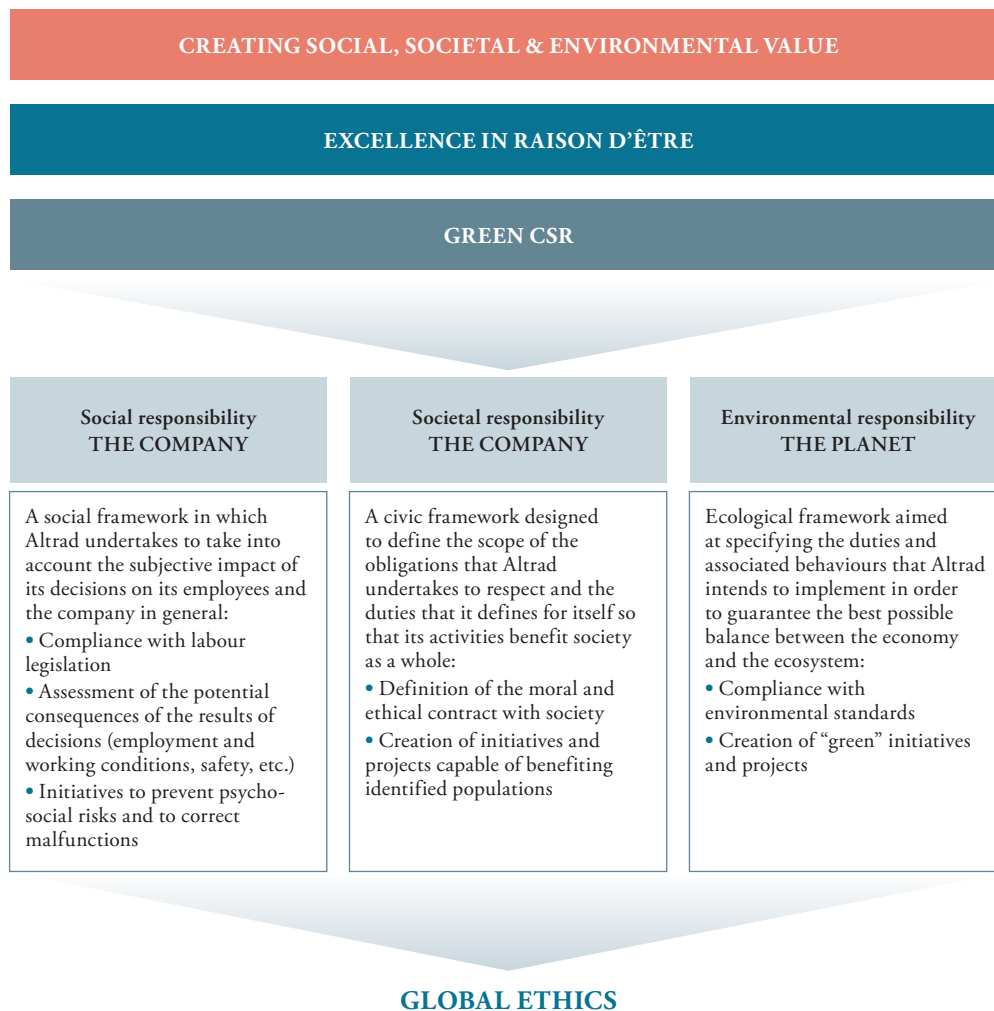 CREATING SOCIAL, SOCIETAL & ENVIRONMENTAL VALUE
EXCELLENCE IN RAISON D'ÊTRE
GREEN CSR
Social responsibility
THE COMPANY
A social framework in which
Altrad undertakes to take into
account the subjective impact of
its decisions on its employees and
the company in general:
• Compliance with labour
legislation
• Assessment of the potential
consequences of the results of
decisions (employment and
working conditions, safety, etc.)
• Initiatives to prevent psycho-
social risks and to correct
malfunctions
Societal responsibility
THE COMPANY
A civic framework designed
to define the scope of the
obligations that Altrad
undertakes to respect and the
duties that it defines for itself so
that its activities benefit society
as a whole:
• Definition of the moral and
ethical contract with society
• Creation of initiatives and
projects capable of benefiting
identified populations
Environmental responsibility
THE PLANET
Ecological framework aimed
at specifying the duties and
associated behaviours that Altrad
intends to implement in order
to guarantee the best possible
balance between the economy
and the ecosystem:
• Compliance with
environmental standards
• Creation of “green” initiatives
and projects
GLOBAL ETHICS